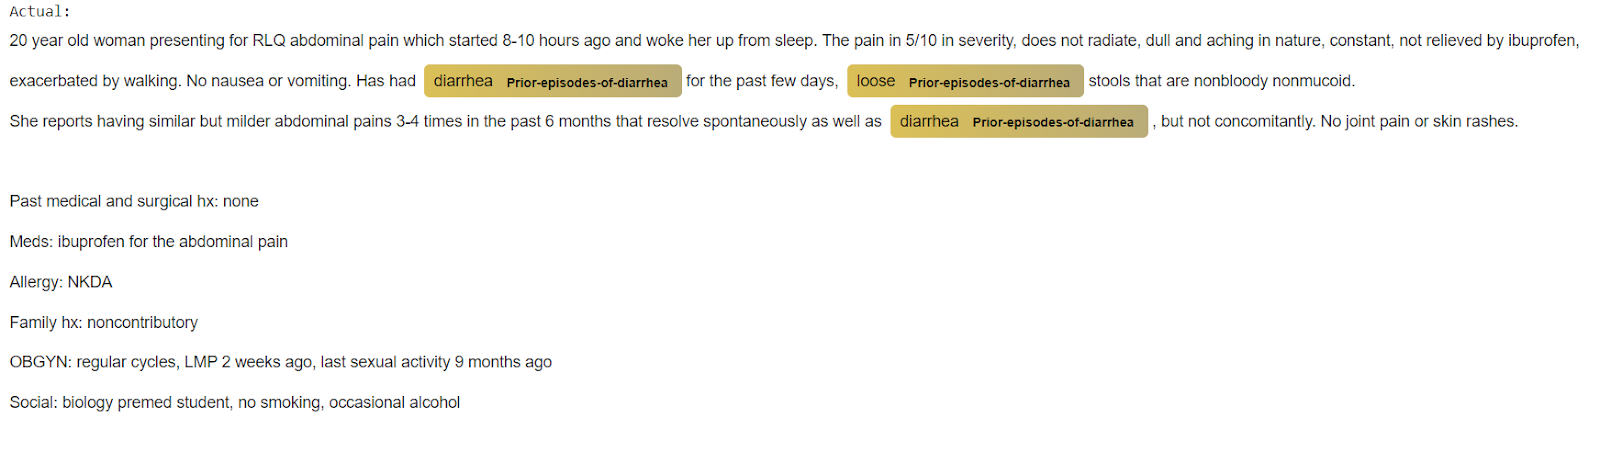 Actual:
20 year old woman presenting for RLQ abdominal pain which started 8-10 hours ago and woke her up from sleep. The pain in 5/10 in severity, does not radiate, dull and aching in nature, constant, not relieved by ibuprofen,
exacerbated by walking. No nausea or vomiting. Has had diarrhea Prior-episodes-of-diarrhea for the past few days, loose Prior-episodes-of-diarrhea stools that are nonbloody nonmucoid.
She reports having similar but milder abdominal pains 3-4 times in the past 6 months that resolve spontaneously as well as diarrhea Prior-episodes-of-diarrhea , but not concomitantly. No joint pain or skin rashes.
Past medical and surgical hx: none
Meds: ibuprofen for the abdominal pain
Allergy: NKDA
Family hx: noncontributory
OBGYN: regular cycles, LMP 2 weeks ago, last sexual activity 9 months ago
Social: biology premed student, no smoking, occasional alcohol